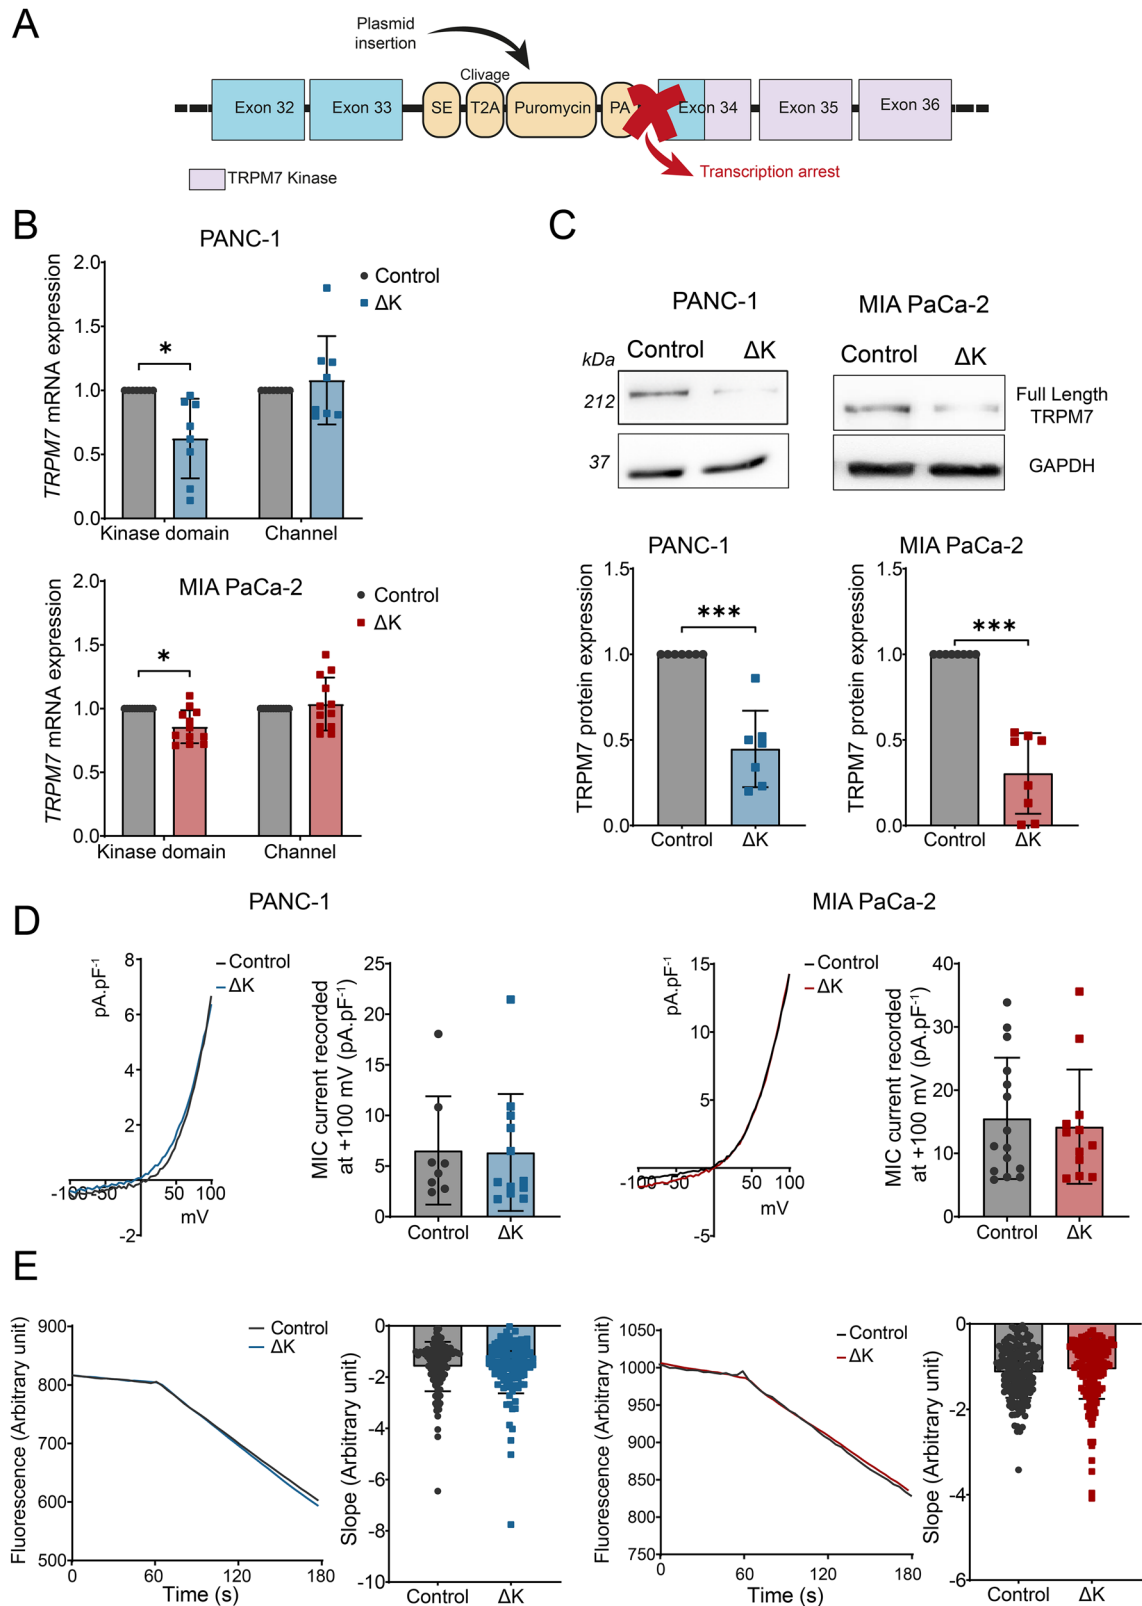 A
Plasmid
insertion
Clivage
Exon 32
Exon 33
SE
T2A
Puromycin
PA
Exon 34
Exon 35
Exon 36
Transcription arrest
TRPM7 Kinase
B
PANC-1
TRPM7 mRNA expression
2.0
1.5
1.0
0.5
0.0
*
Control
ΔK
Kinase domain
Channel
MIA PaCa-2
TRPM7 mRNA expression
2.0
1.5
1.0
0.5
0.0
*
Control
ΔK
Kinase domain
Channel
C
PANC-1
MIA PaCa-2
kDa
Control
ΔK
Control
ΔK
212
Full Length
TRPM7
37
GAPDH
PANC-1
TRPM7 protein expression
1.5
1.0
0.5
0.0
***
Control
ΔK
MIA PaCa-2
TRPM7 protein expression
1.5
1.0
0.5
0.0
***
Control
ΔK
D
PANC-1
MIA PaCa-2
pA.pF⁻¹
8
6
4
2
-2
-100
-50
50
100
mV
Control
ΔK
MIC current recorded
at +100 mV (pA.pF⁻¹)
25
20
15
10
5
0
Control
ΔK
pA.pF⁻¹
15
10
5
-5
-100
-50
50
100
mV
Control
ΔK
MIC current recorded
at +100 mV (pA.pF⁻¹)
40
30
20
10
0
Control
ΔK
E
Fluorescence (Arbitrary unit)
900
800
700
600
500
0
60
120
180
Time (s)
Control
ΔK
Slope (Arbitrary unit)
0
-2
-4
-6
-8
-10
Control
ΔK
Fluorescence (Arbitrary unit)
1050
1000
950
900
850
800
750
0
60
120
180
Time (s)
Control
ΔK
Slope (Arbitrary unit)
0
-2
-4
-6
Control
ΔK